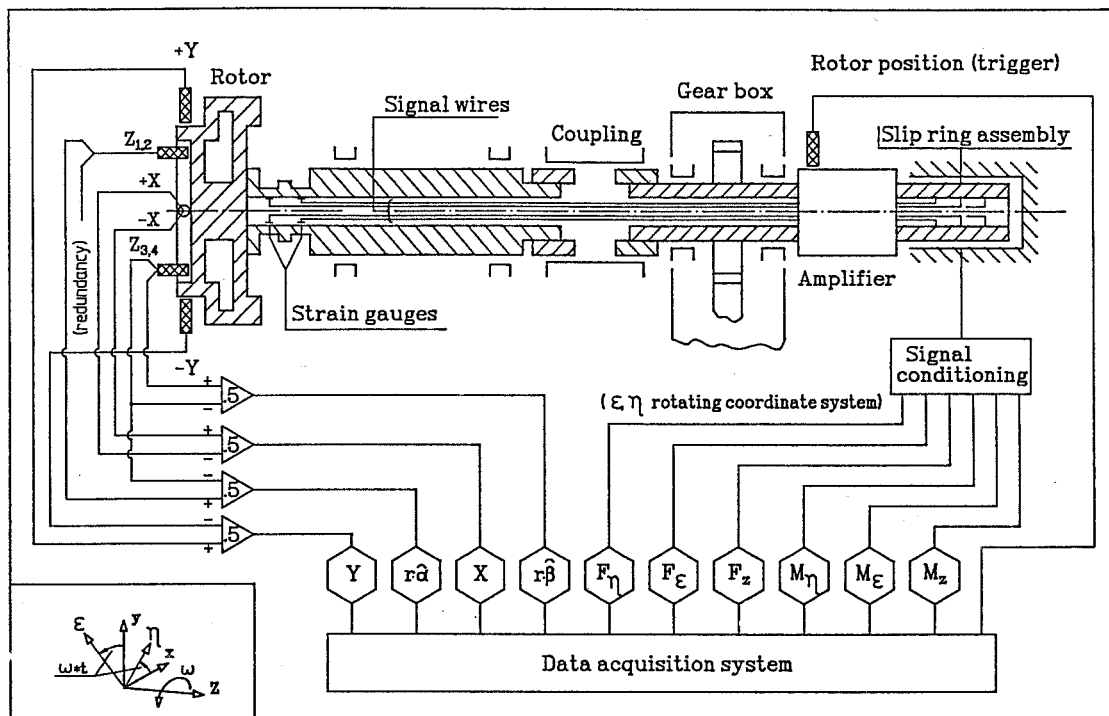 +Y
Rotor
Rotor position (trigger)
Signal wires
Gear box
Coupling
Slip ring assembly
Z1,2
+X
-X
Z3,4
(redundancy)
Amplifier
Strain gauges
-Y
Signal conditioning
(ε,η rotating coordinate system)
+
.5
-
+
.5
-
-
.5
+
-
.5
+
Y
r·α̂
X
r·β̂
Fη
Fε
Fz
Mη
Mε
Mz
Data acquisition system
ε
y
η
x
ω
ω*t
z